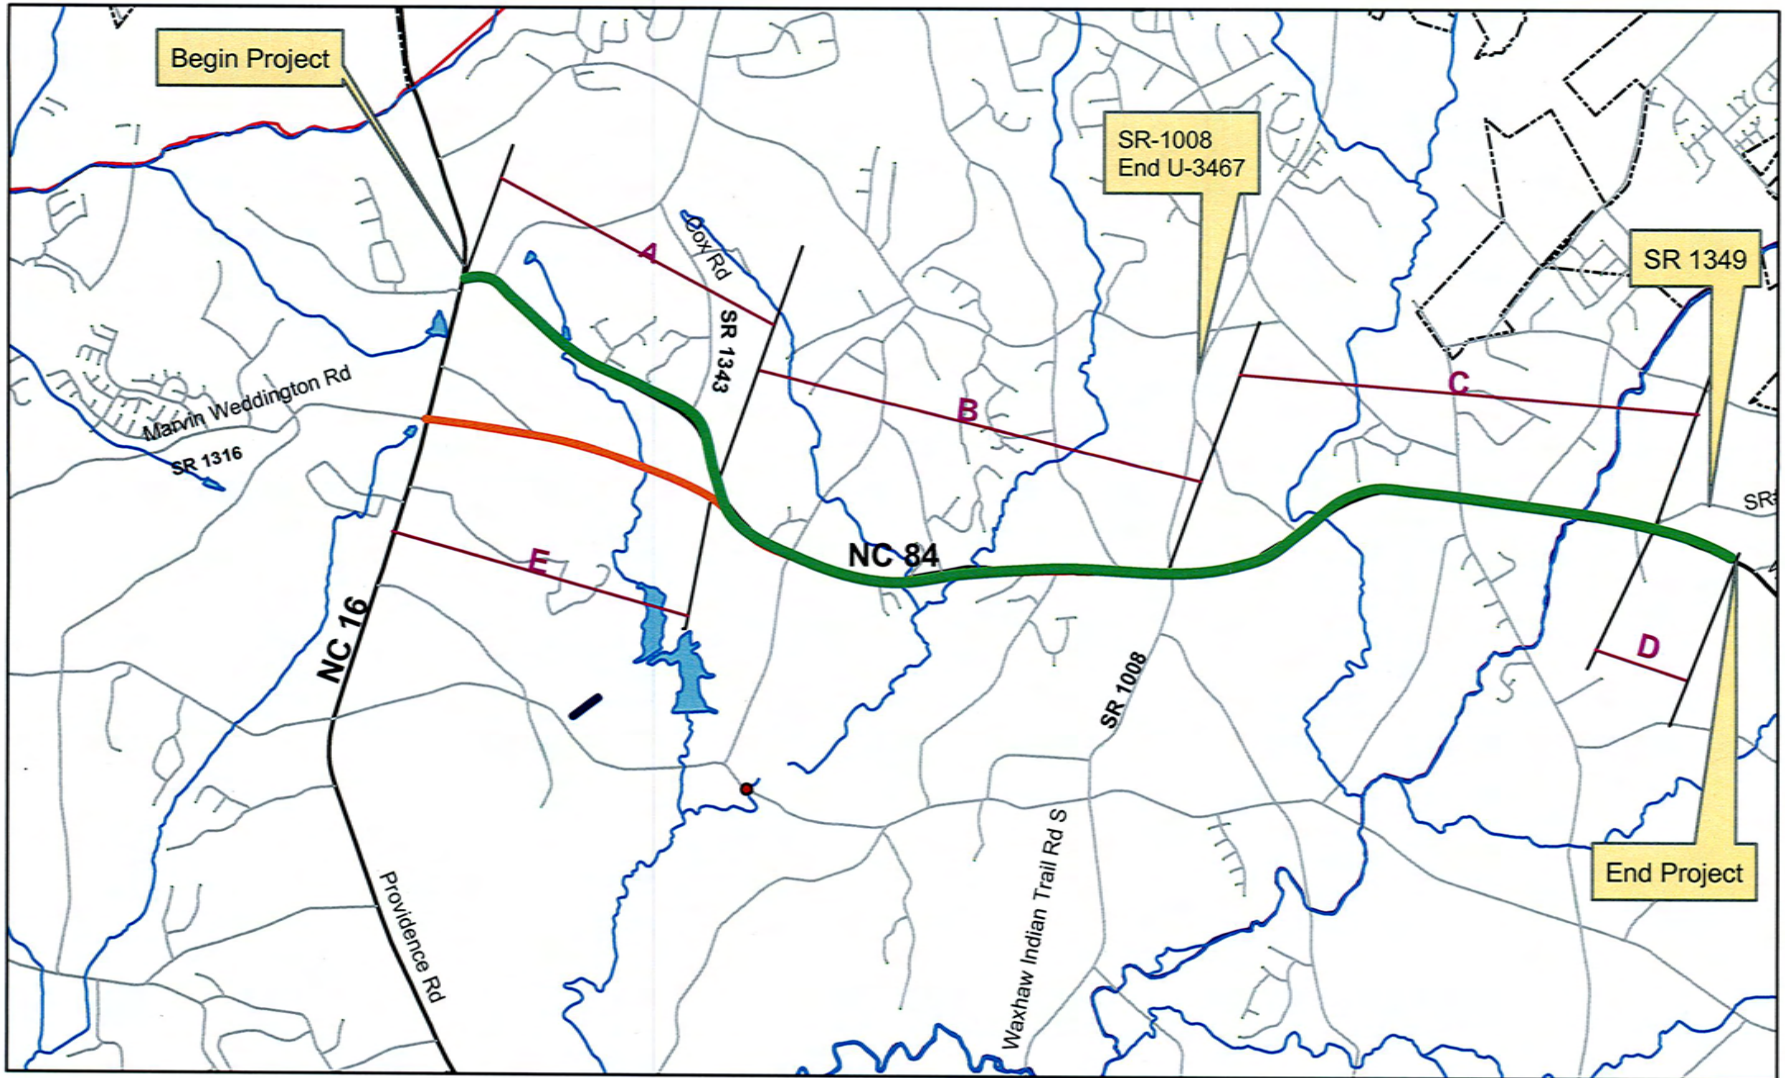 Begin Project
SR-1008
End U-3467
A
Cox Rd
SR 1349
SR 1343
Marvin Weddington Rd
B
C
SR 1316
SR
NC 84
E
NC 16
D
SR 1008
End Project
Providence Rd
Waxhaw Indian Trail Rd S